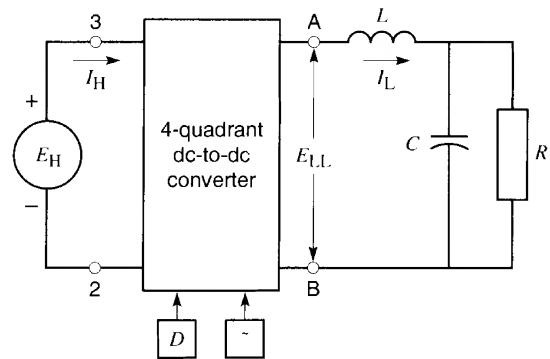 3
A
L
I_H
I_L
+
E_H
−
4-quadrant
dc-to-dc
converter
E_LL
C
R
2
B
D
~